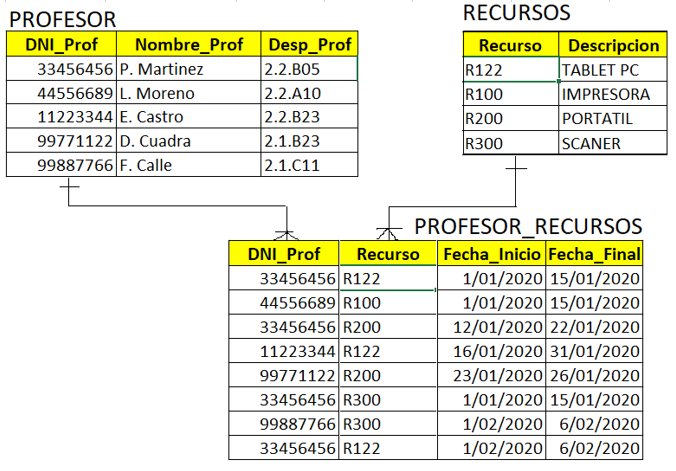 PROFESOR
DNI_Prof Nombre_Prof Desp_Prof
33456456 P. Martinez 2.2.B05
44556689 L. Moreno 2.2.A10
11223344 E. Castro 2.2.B23
99771122 D. Cuadra 2.1.B23
99887766 F. Calle 2.1.C11
RECURSOS
Recurso Descripcion
R122 TABLET PC
R100 IMPRESORA
R200 PORTATIL
R300 SCANER
PROFESOR_RECURSOS
DNI_Prof Recurso Fecha_Inicio Fecha_Final
33456456 R122 1/01/2020 15/01/2020
44556689 R100 1/01/2020 15/01/2020
33456456 R200 12/01/2020 22/01/2020
11223344 R122 16/01/2020 31/01/2020
99771122 R200 23/01/2020 26/01/2020
33456456 R300 1/01/2020 15/01/2020
99887766 R300 1/02/2020 6/02/2020
33456456 R122 1/02/2020 6/02/2020